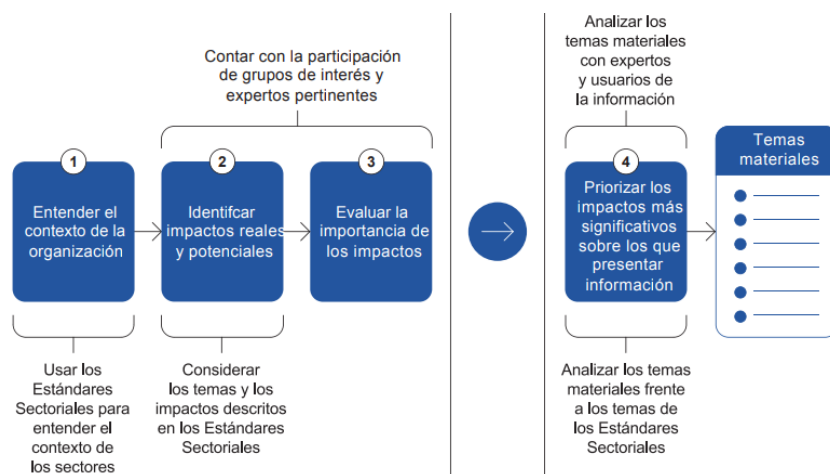 Contar con la participación
de grupos de interés y
expertos pertinentes
1
Entender el
contexto de la
organización
2
Identifcar
impactos reales
y potenciales
3
Evaluar la
importancia de
los impactos
Usar los
Estándares
Sectoriales para
entender el
contexto de
los sectores
Considerar
los temas y los
impactos descritos
en los Estándares
Sectoriales
Analizar los
temas materiales
con expertos
y usuarios de
la información
4
Priorizar los
impactos más
significativos
sobre los que
presentar
información
Analizar los temas
materiales frente
a los temas de
los Estándares
Sectoriales
Temas
materiales